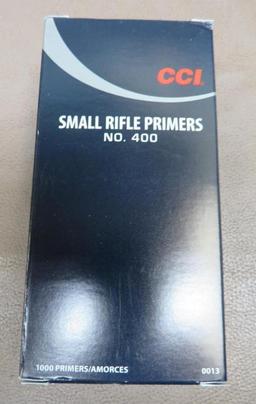 CCI
SMALL RIFLE PRIMERS
NO. 400
1000 PRIMERS/AMORCES 0013